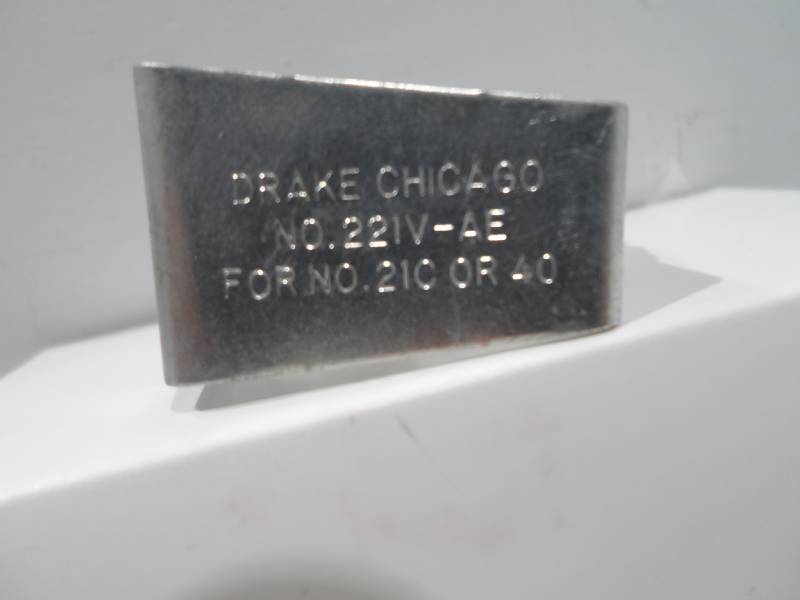 DRAKE CHICAGO
NO.221V-AE
FOR NO.21C OR 40